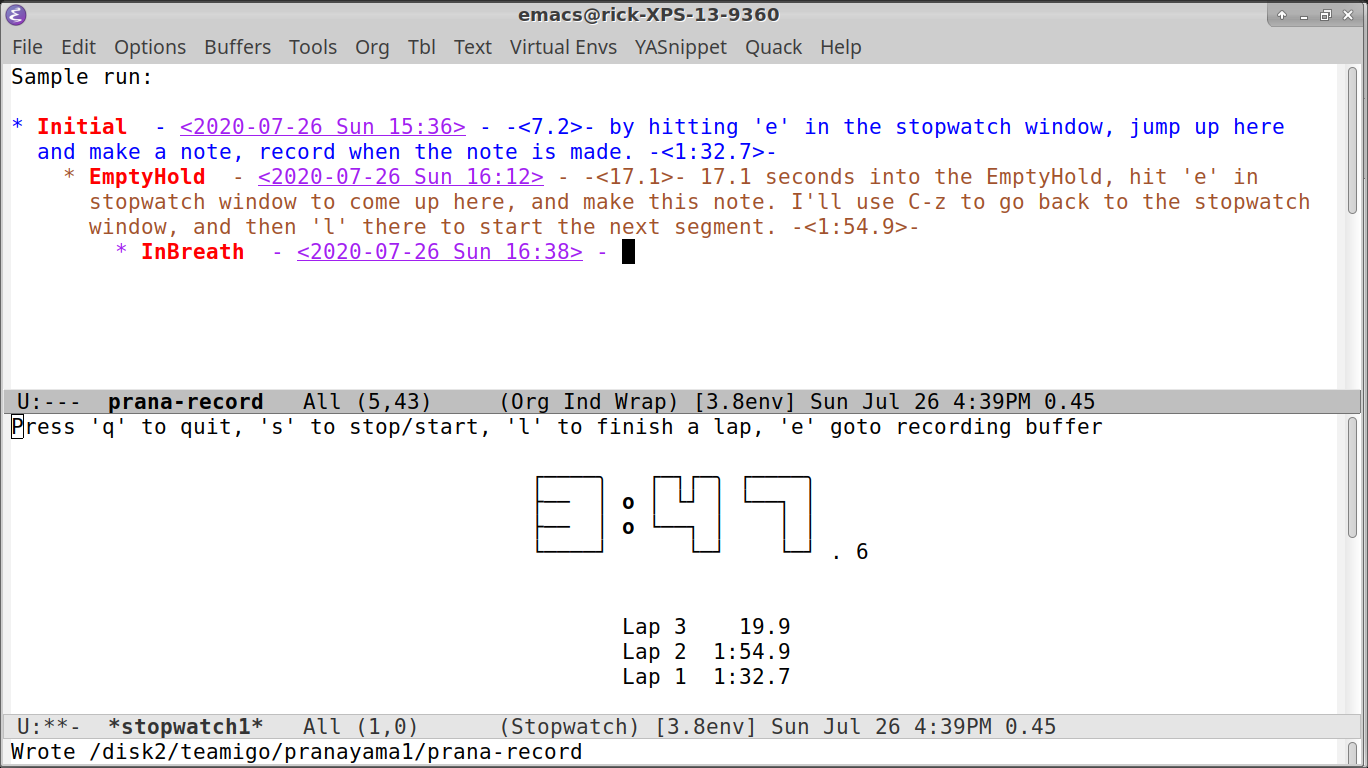 emacs@rick-XPS-13-9360
File Edit Options Buffers Tools Org Tbl Text Virtual Envs YASnippet Quack Help
Sample run:
* Initial - <2020-07-26 Sun 15:36> - -<7.2>- by hitting 'e' in the stopwatch window, jump up here
and make a note, record when the note is made. -<1:32.7>-
* EmptyHold - <2020-07-26 Sun 16:12> - -<17.1>- 17.1 seconds into the EmptyHold, hit 'e' in
stopwatch window to come up here, and make this note. I'll use C-z to go back to the stopwatch
window, and then 'l' there to start the next segment. -<1:54.9>-
* InBreath - <2020-07-26 Sun 16:38> -
U:--- prana-record All (5,43) (Org Ind Wrap) [3.8env] Sun Jul 26 4:39PM 0.45
Press 'q' to quit, 's' to stop/start, 'l' to finish a lap, 'e' goto recording buffer
3:47.6
Lap 3 19.9
Lap 2 1:54.9
Lap 1 1:32.7
U:**- *stopwatch1* All (1,0) (Stopwatch) [3.8env] Sun Jul 26 4:39PM 0.45
Wrote /disk2/teamigo/pranayama1/prana-record